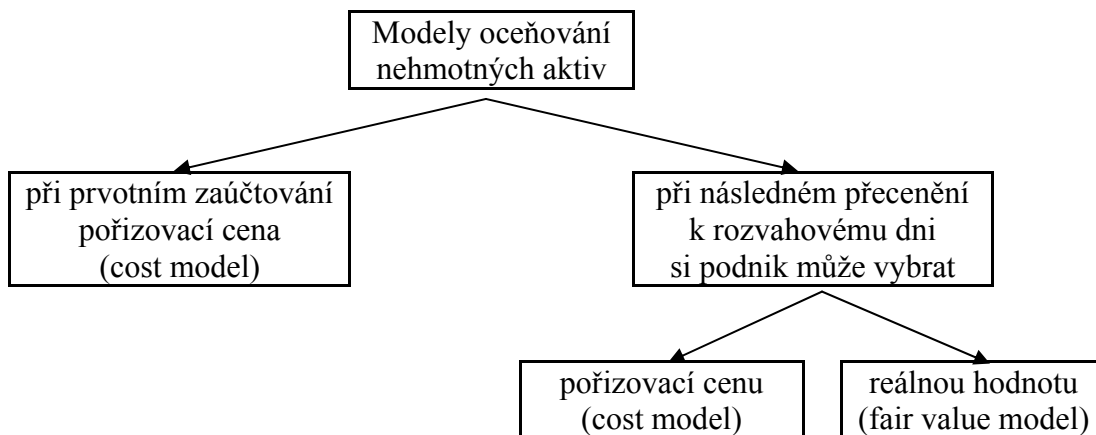 Modely oceňování
nehmotných aktiv
při prvotním zaúčtování
pořizovací cena
(cost model)
při následném přecenění
k rozvahovému dni
si podnik může vybrat
pořizovací cenu
(cost model)
reálnou hodnotu
(fair value model)